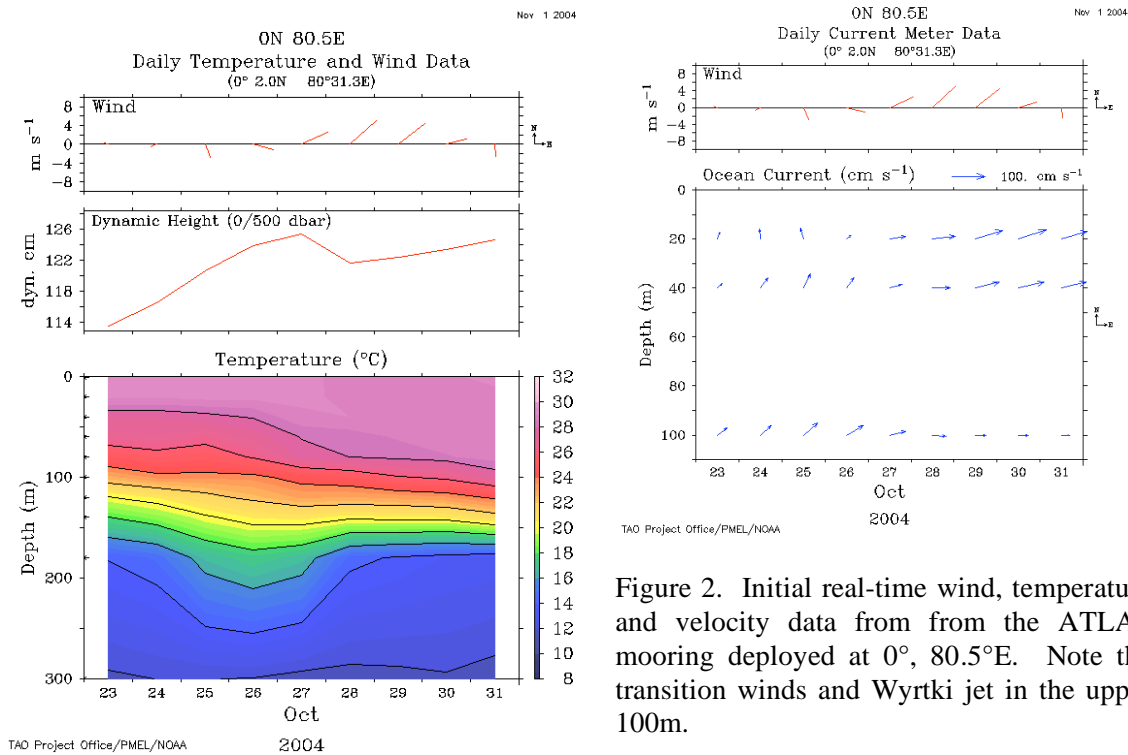 Nov 1 2004
0N 80.5E
Daily Temperature and Wind Data
(0° 2.0N 80°31.3E)
Wind
8
4
0
-4
-8
m s⁻¹
N
E
Dynamic Height (0/500 dbar)
126
122
118
114
dyn. cm
Temperature (°C)
0
100
200
300
Depth (m)
32
30
28
26
24
22
20
18
16
14
12
10
8
23 24 25 26 27 28 29 30 31
Oct
2004
TAO Project Office/PMEL/NOAA
Nov 1 2004
0N 80.5E
Daily Current Meter Data
(0° 2.0N 80°31.3E)
Wind
8
4
0
-4
-8
m s⁻¹
N
E
Ocean Current (cm s⁻¹) 100. cm s⁻¹
0
20
40
60
80
100
Depth (m)
N
E
23 24 25 26 27 28 29 30 31
Oct
2004
TAO Project Office/PMEL/NOAA
Figure 2. Initial real-time wind, temperatur
and velocity data from from the ATLA
mooring deployed at 0°, 80.5°E. Note th
transition winds and Wyrtki jet in the upp
100m.